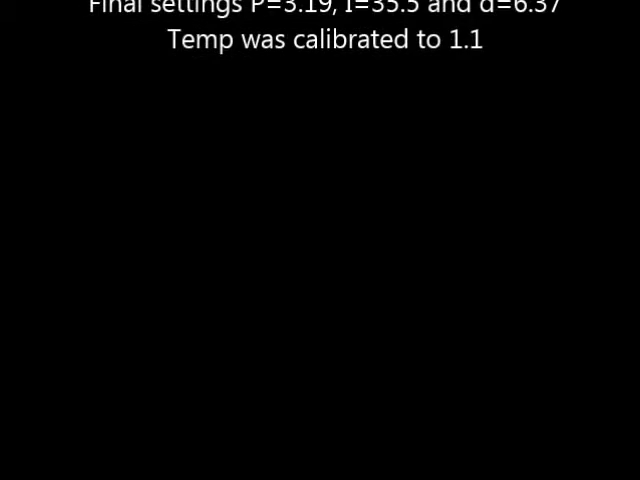 Final settings P=3.19, I=35.5 and d=6.37
Temp was calibrated to 1.1